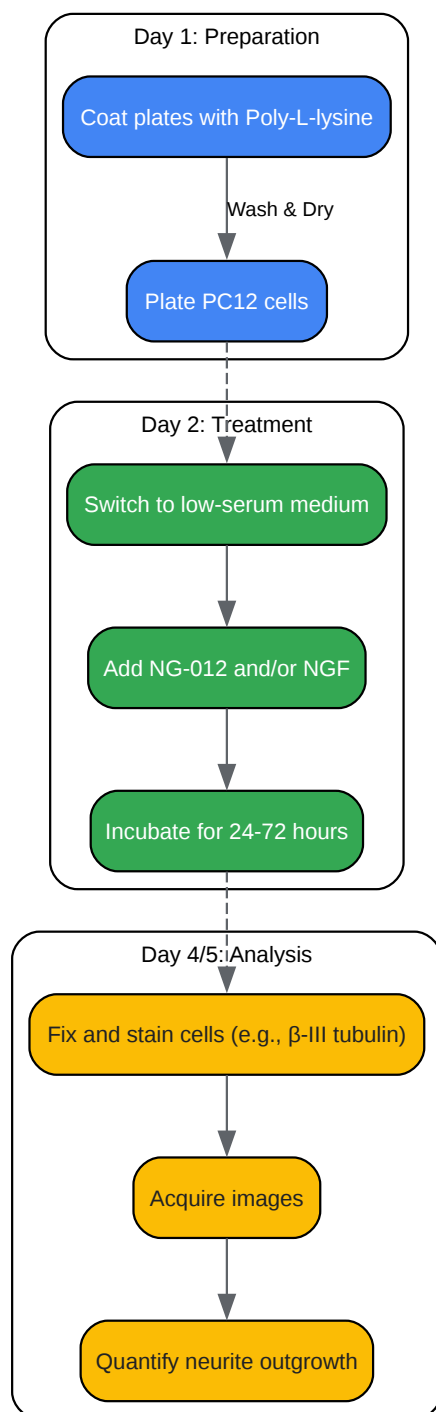 Day 1: Preparation
Coat plates with Poly-L-lysine
Wash & Dry
Plate PC12 cells
Day 2: Treatment
Switch to low-serum medium
Add NG-012 and/or NGF
Incubate for 24-72 hours
Day 4/5: Analysis
Fix and stain cells (e.g., β-III tubulin)
Acquire images
Quantify neurite outgrowth